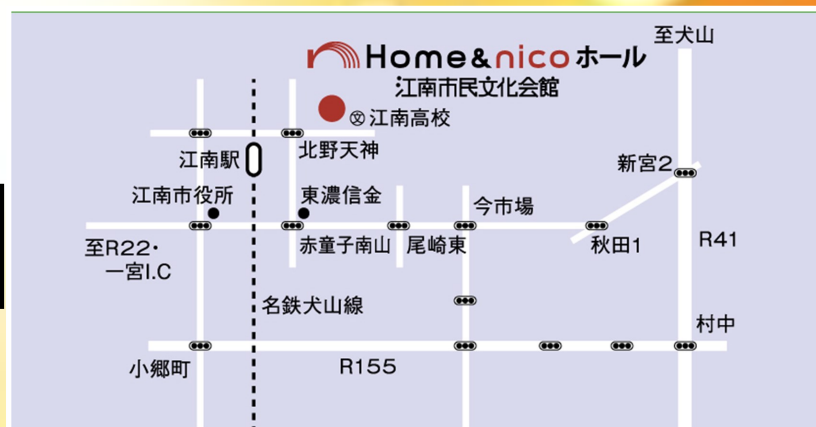 至犬山
Home&nicoホール
江南市民文化会館
文 江南高校
江南駅
北野天神
新宮2
江南市役所
東濃信金
今市場
至R22・
一宮I.C
赤童子南山
尾崎東
秋田1
R41
名鉄犬山線
村中
小郷町
R155